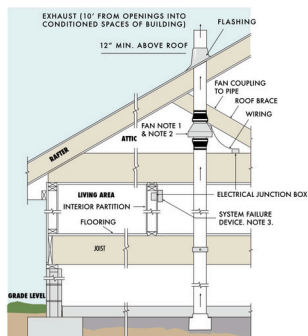 EXHAUST (10' FROM OPENINGS INTO
CONDITIONED SPACES OF BUILDING)
FLASHING
12" MIN. ABOVE ROOF
FAN COUPLING
TO PIPE
ROOF BRACE
WIRING
FAN NOTE 1
& NOTE 2
ATTIC
RAFTER
LIVING AREA
INTERIOR PARTITION
ELECTRICAL JUNCTION BOX
SYSTEM FAILURE
DEVICE. NOTE 3.
FLOORING
JOIST
GRADE LEVEL